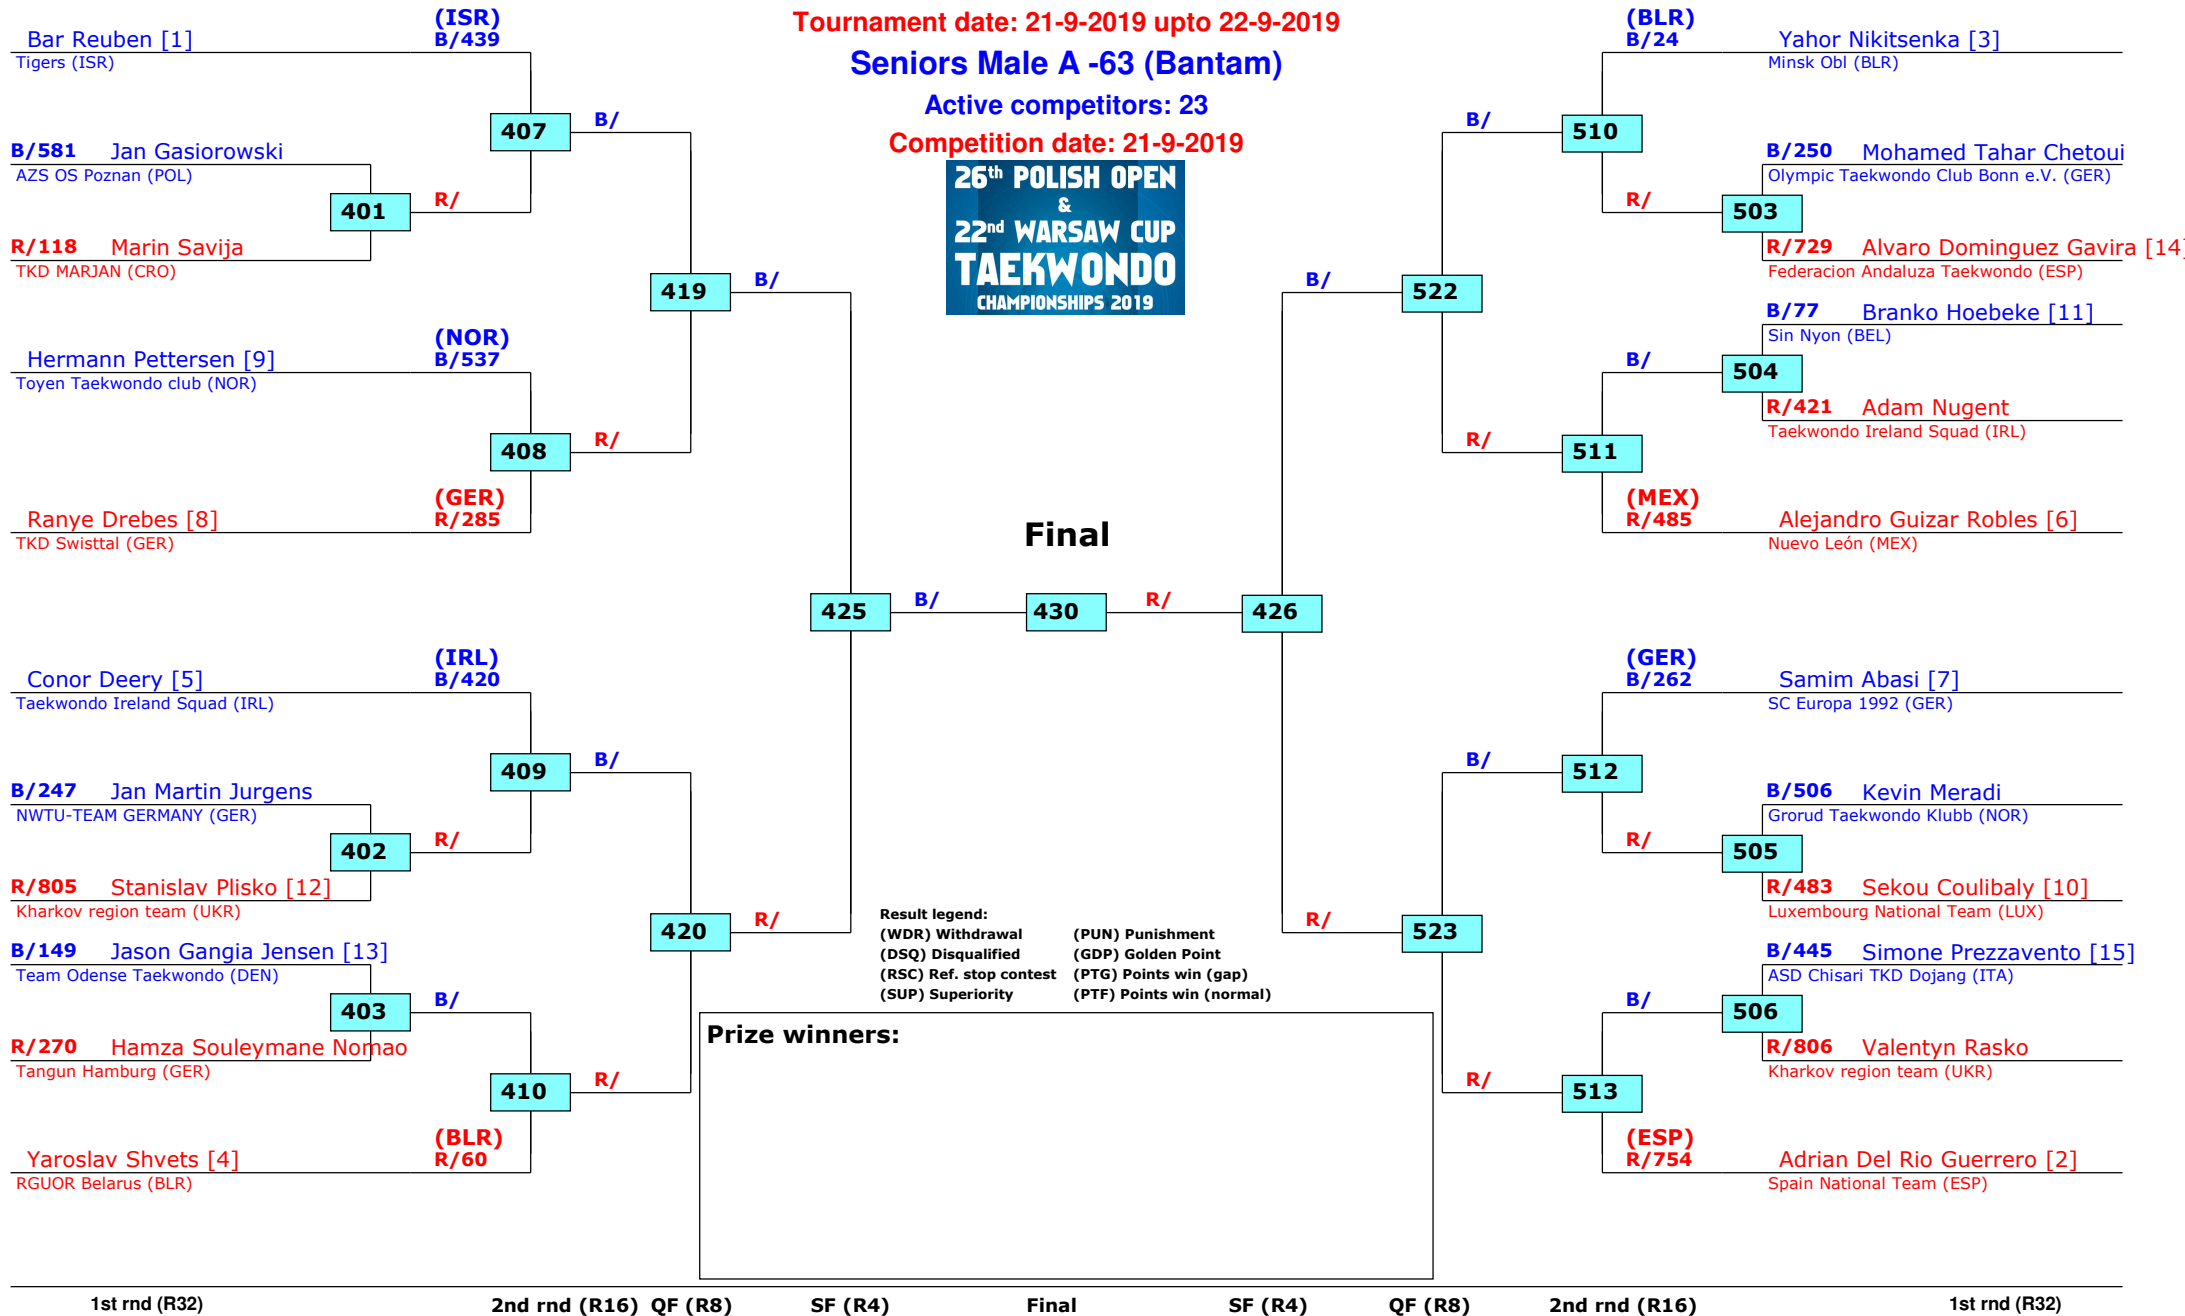 Tournament date: 21-9-2019 upto 22-9-2019
Seniors Male A -63 (Bantam)
Active competitors: 23
Competition date: 21-9-2019
26th POLISH OPEN
&
22nd WARSAW CUP
TAEKWONDO
CHAMPIONSHIPS 2019
(ISR)
Bar Reuben [1] B/439
Tigers (ISR)
407 B/
B/581 Jan Gasiorowski
AZS OS Poznan (POL)
401 R/
R/118 Marin Savija
TKD MARJAN (CRO)
419 B/
(NOR)
Hermann Pettersen [9] B/537
Toyen Taekwondo club (NOR)
408 R/
(GER)
Ranye Drebes [8] R/285
TKD Swisttal (GER)
425 B/
(IRL)
Conor Deery [5] B/420
Taekwondo Ireland Squad (IRL)
409 B/
B/247 Jan Martin Jurgens
NWTU-TEAM GERMANY (GER)
402 R/
R/805 Stanislav Plisko [12]
Kharkov region team (UKR)
420 R/
B/149 Jason Gangia Jensen [13]
Team Odense Taekwondo (DEN)
403 B/
R/270 Hamza Souleymane Nomao
Tangun Hamburg (GER)
410 R/
(BLR)
Yaroslav Shvets [4] R/60
RGUOR Belarus (BLR)
Final
430
(BLR)
B/24 Yahor Nikitsenka [3]
Minsk Obl (BLR)
B/ 510
B/250 Mohamed Tahar Chetoui
Olympic Taekwondo Club Bonn e.V. (GER)
R/ 503
R/729 Alvaro Dominguez Gavira [14]
Federacion Andaluza Taekwondo (ESP)
B/ 522
B/77 Branko Hoebeke [11]
Sin Nyon (BEL)
B/ 504
R/421 Adam Nugent
Taekwondo Ireland Squad (IRL)
R/ 511
(MEX)
R/485 Alejandro Guizar Robles [6]
Nuevo León (MEX)
R/ 426
(GER)
B/262 Samim Abasi [7]
SC Europa 1992 (GER)
B/ 512
B/506 Kevin Meradi
Grorud Taekwondo Klubb (NOR)
R/ 505
R/483 Sekou Coulibaly [10]
Luxembourg National Team (LUX)
R/ 523
B/445 Simone Prezzavento [15]
ASD Chisari TKD Dojang (ITA)
B/ 506
R/806 Valentyn Rasko
Kharkov region team (UKR)
R/ 513
(ESP)
R/754 Adrian Del Rio Guerrero [2]
Spain National Team (ESP)
Result legend:
(WDR) Withdrawal (PUN) Punishment
(DSQ) Disqualified (GDP) Golden Point
(RSC) Ref. stop contest (PTG) Points win (gap)
(SUP) Superiority (PTF) Points win (normal)
Prize winners:
1st rnd (R32) 2nd rnd (R16) QF (R8) SF (R4) Final SF (R4) QF (R8) 2nd rnd (R16) 1st rnd (R32)